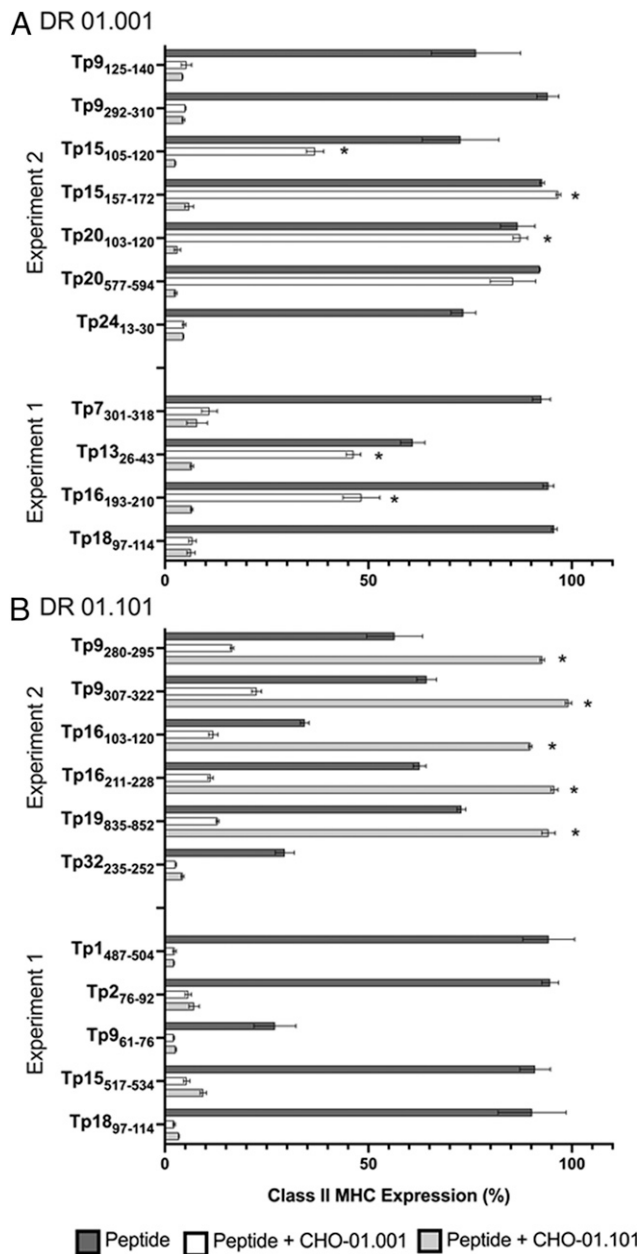 A DR 01.001
Experiment 2
Tp9125-140
Tp9292-310
Tp15105-120
*
Tp15157-172
*
Tp20103-120
*
Tp20577-594
Tp2413-30
Experiment 1
Tp7301-318
Tp1326-43
*
Tp16193-210
*
Tp1897-114
0 50 100
B DR 01.101
Experiment 2
Tp9280-295
*
Tp9307-322
*
Tp16103-120
*
Tp16211-228
*
Tp19835-852
*
Tp32235-252
Experiment 1
Tp1487-504
Tp276-92
Tp961-76
Tp15517-534
Tp1897-114
0 50 100
Class II MHC Expression (%)
Peptide Peptide + CHO-01.001 Peptide + CHO-01.101